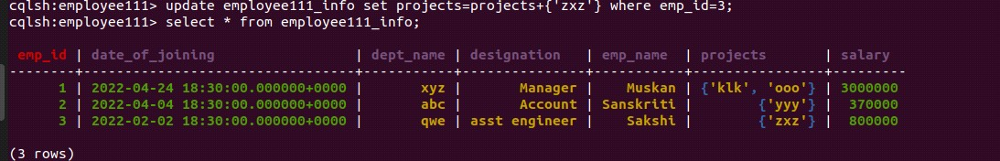 cqlsh:employee111> update employee111_info set projects=projects+{'zxz'} where emp_id=3;
cqlsh:employee111> select * from employee111_info;
emp_id | date_of_joining | dept_name | designation | emp_name | projects | salary
--------+---------------------------------+-----------+---------------+-----------+----------------+---------
1 | 2022-04-24 18:30:00.000000+0000 | xyz | Manager | Muskan | {'klk', 'ooo'} | 3000000
2 | 2022-04-04 18:30:00.000000+0000 | abc | Account | Sanskriti | {'yyy'} | 370000
3 | 2022-02-02 18:30:00.000000+0000 | qwe | asst engineer | Sakshi | {'zxz'} | 800000
(3 rows)